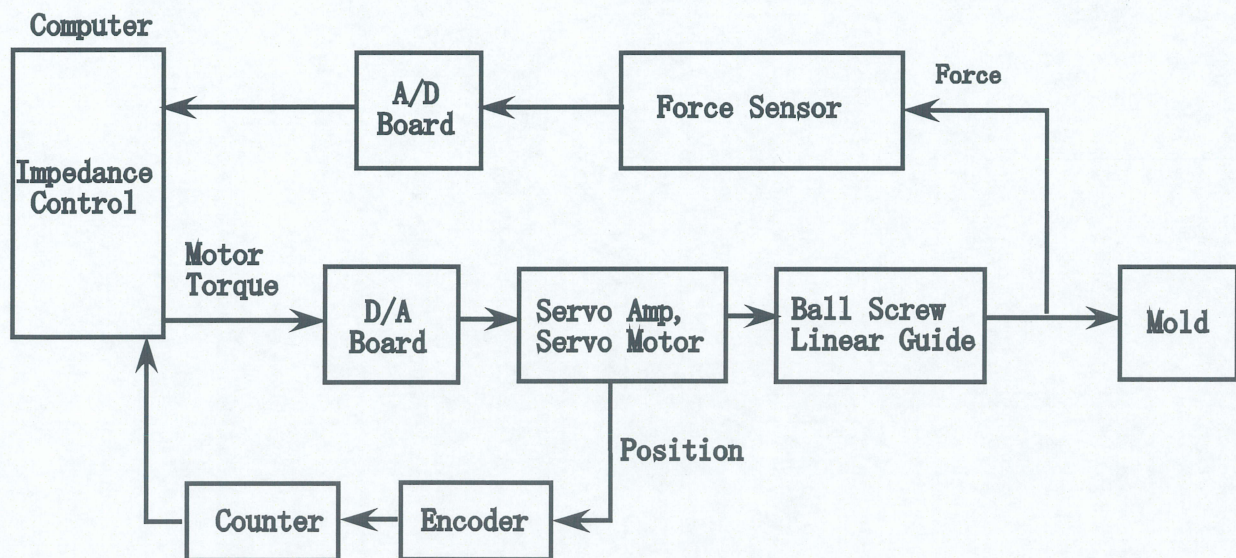 Computer
Impedance
Control
A/D
Board
Force Sensor
Force
Motor
Torque
D/A
Board
Servo Amp,
Servo Motor
Ball Screw
Linear Guide
Mold
Position
Counter
Encoder